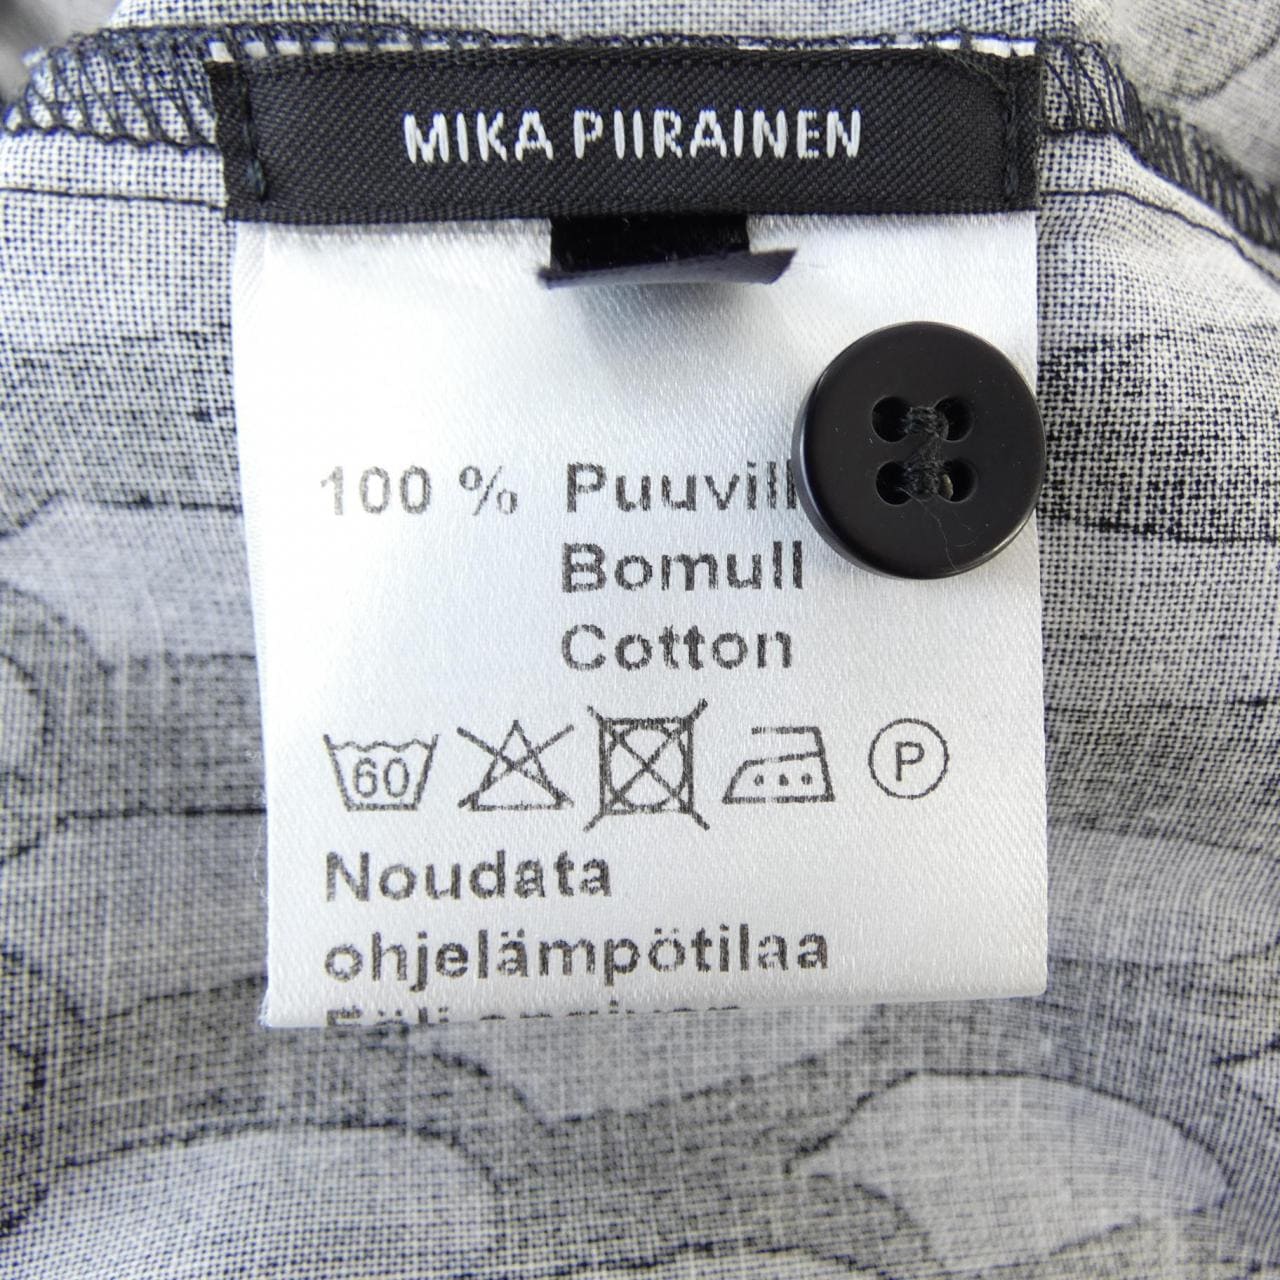 MIKA PIIRAINEN
100 % Puuvill
Bomull
Cotton
60
P
Noudata
ohjelämpötilaa